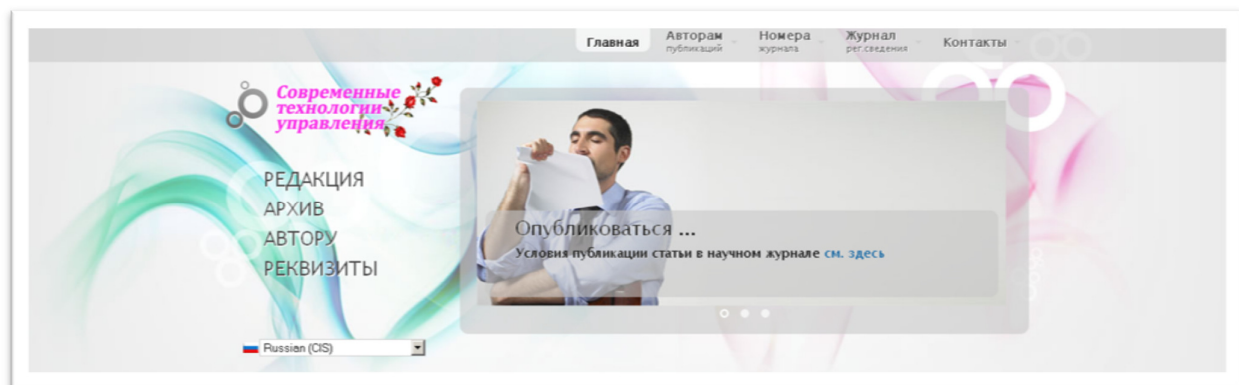 Главная
Авторам
публикаций
Номера
журнала
Журнал
рег.сведения
Контакты
Современные
технологии
управления
РЕДАКЦИЯ
АРХИВ
АВТОРУ
РЕКВИЗИТЫ
Опубликоваться ...
Условия публикации статьи в научном журнале см. здесь
Russian (CIS)